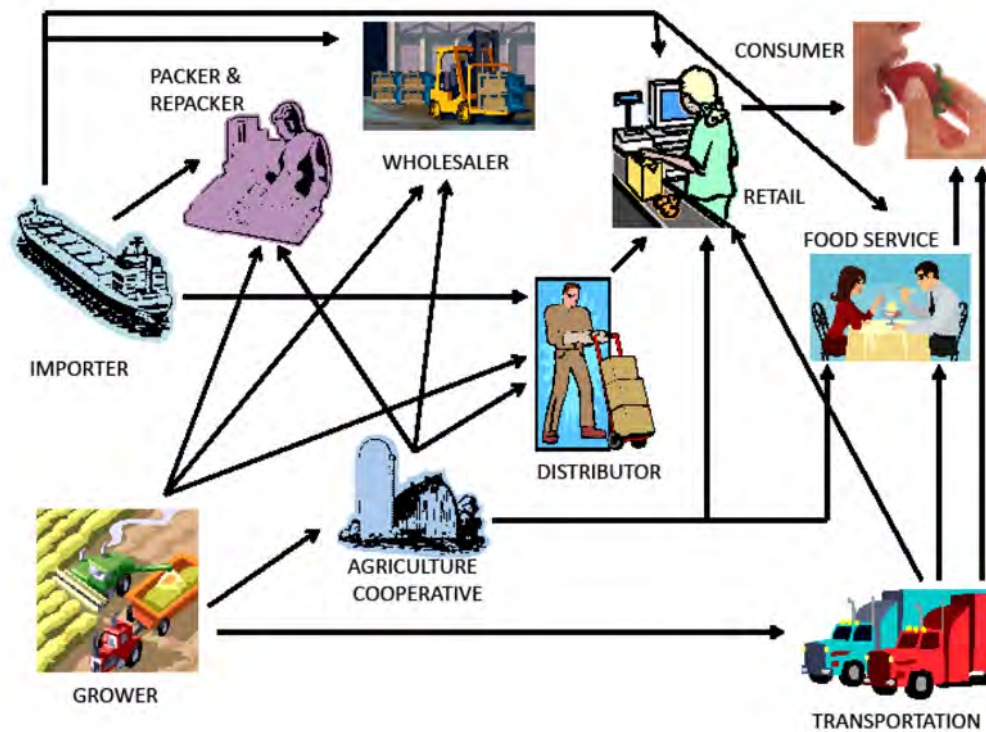 CONSUMER
PACKER &
REPACKER
WHOLESALER
RETAIL
FOOD SERVICE
IMPORTER
DISTRIBUTOR
AGRICULTURE
COOPERATIVE
GROWER
TRANSPORTATION